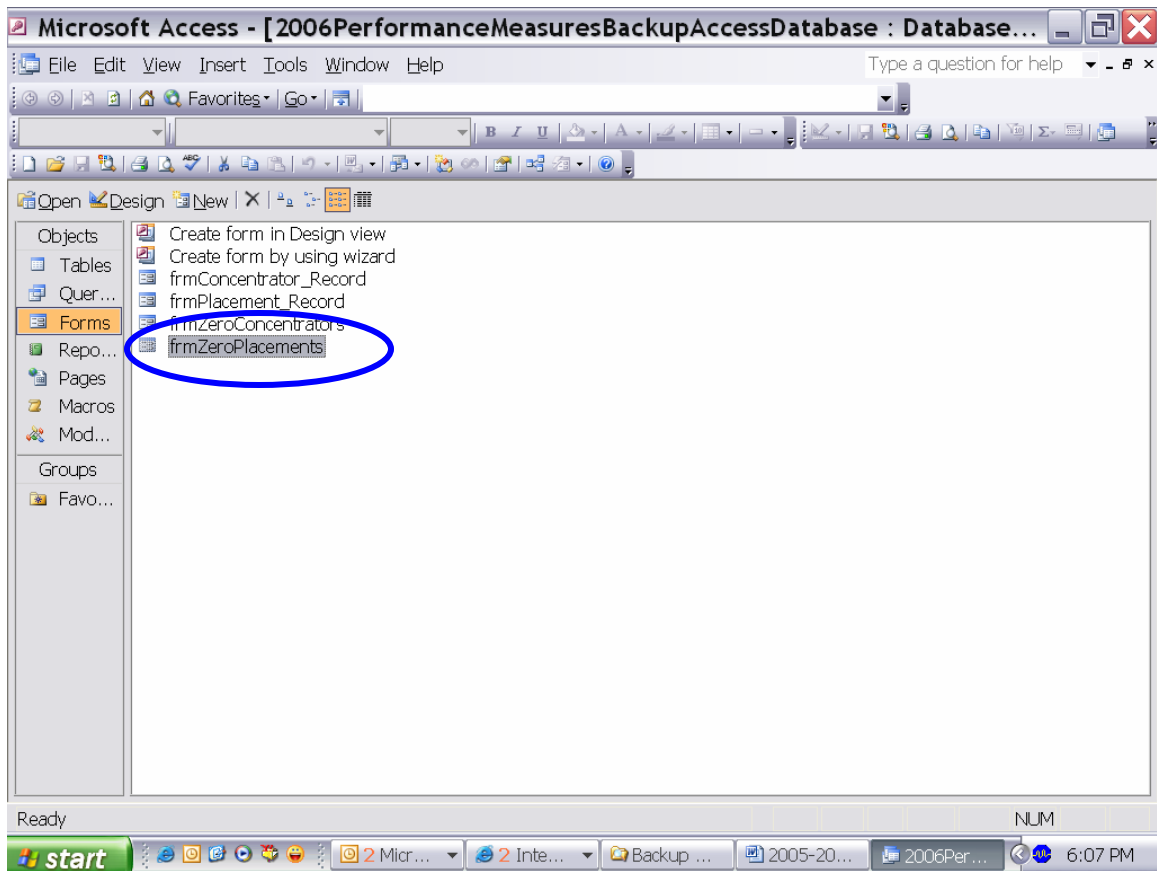 Microsoft Access - [2006PerformanceMeasuresBackupAccessDatabase : Database...
File Edit View Insert Tools Window Help Type a question for help
Favorites Go
B I U A
ABC
Open Design New
Objects
Tables
Quer...
Forms
Repo...
Pages
Macros
Mod...
Groups
Favo...
Create form in Design view
Create form by using wizard
frmConcentrator_Record
frmPlacement_Record
frmZeroConcentrators
frmZeroPlacements
Ready NUM
start 2 Micr... 2 Inte... Backup ... 2005-20... 2006Per... 6:07 PM